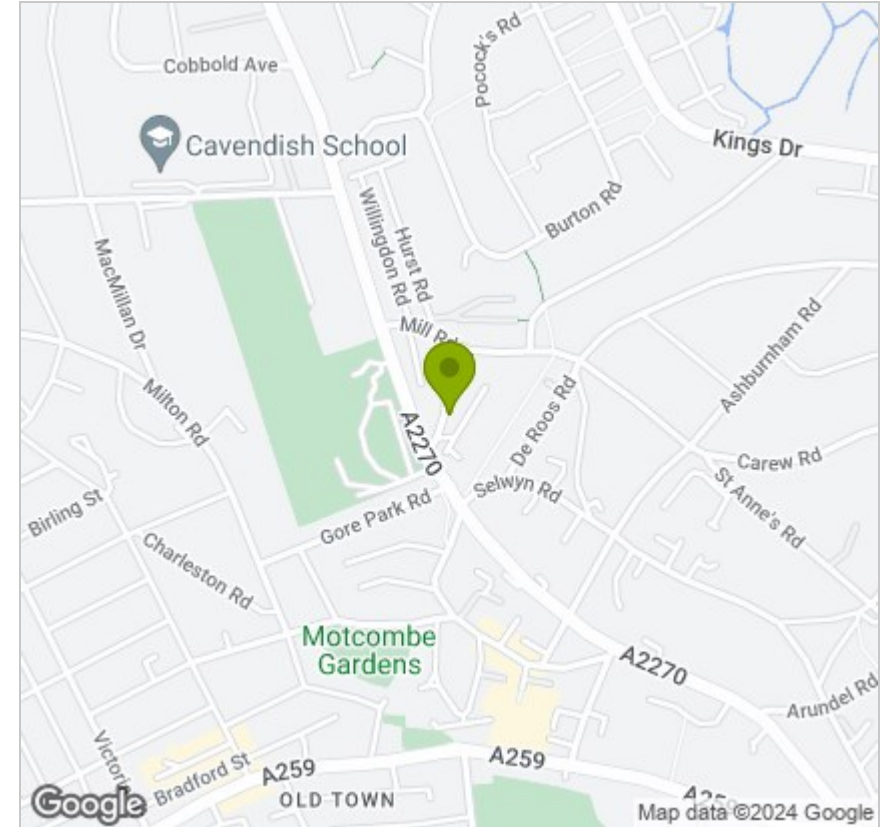 Cobbold Ave
Pocock's Rd
Cavendish School
Kings Dr
Burton Rd
Willingdon Rd
Hurst Rd
MacMillan Dr
Mill Rd
Ashburnham Rd
Milton Rd
De Roos Rd
A2270
Carew Rd
Selwyn Rd
St Anne's Rd
Birling St
Gore Park Rd
Charleston Rd
Motcombe
Gardens
A2270
Arundel Rd
Bradford St
A259
A259
A259
OLD TOWN
Google
Map data ©2024 Google